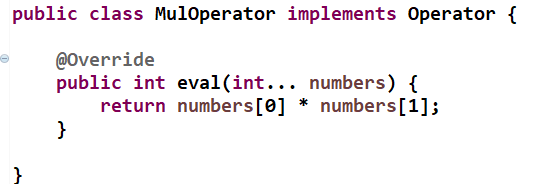 public class MulOperator implements Operator {
@Override
public int eval(int... numbers) {
return numbers[0] * numbers[1];
}
}